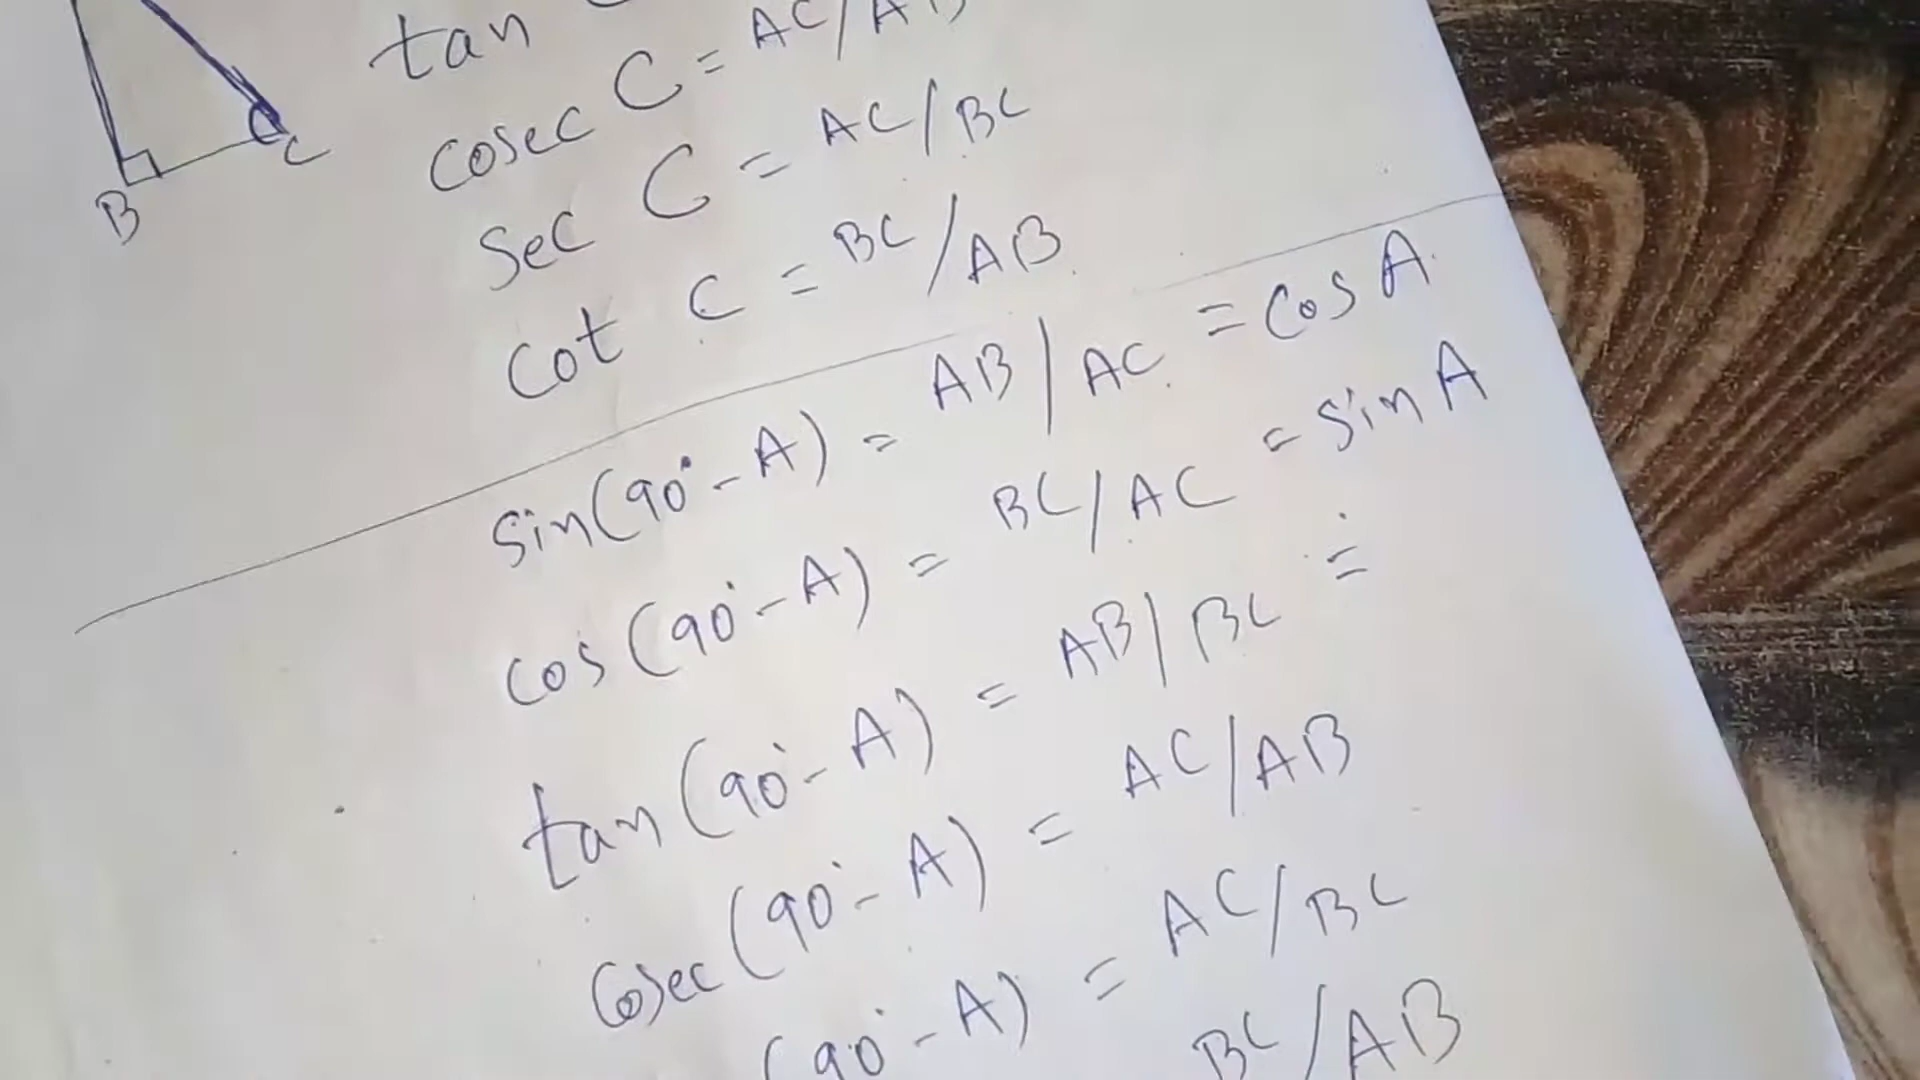 tan
cosec C = AC/AB
sec C = AC/BC
cot C = BC/AB
B
C
sin(90°-A) = AB/AC = cos A
cos(90°-A) = BC/AC = sin A
tan(90°-A) = AB/BC =
cosec(90°-A) = AC/AB
(90°-A) = AC/BC
BC/AB